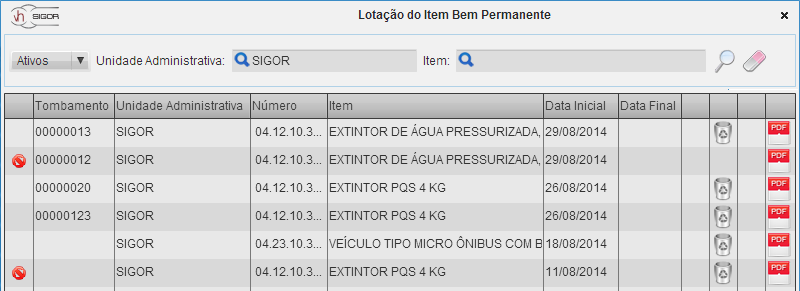 vh SIGOR Lotação do Item Bem Permanente ×
Ativos Unidade Administrativa: SIGOR Item:
Tombamento Unidade Administrativa Número Item Data Inicial Data Final
00000013 SIGOR 04.12.10.3... EXTINTOR DE ÁGUA PRESSURIZADA, 29/08/2014 PDF
00000012 SIGOR 04.12.10.3... EXTINTOR DE ÁGUA PRESSURIZADA, 29/08/2014 PDF
00000020 SIGOR 04.12.10.3... EXTINTOR PQS 4 KG 26/08/2014 PDF
00000123 SIGOR 04.12.10.3... EXTINTOR PQS 4 KG 26/08/2014 PDF
SIGOR 04.23.10.3... VEÍCULO TIPO MICRO ÔNIBUS COM B 18/08/2014 PDF
SIGOR 04.12.10.3... EXTINTOR PQS 4 KG 11/08/2014 PDF